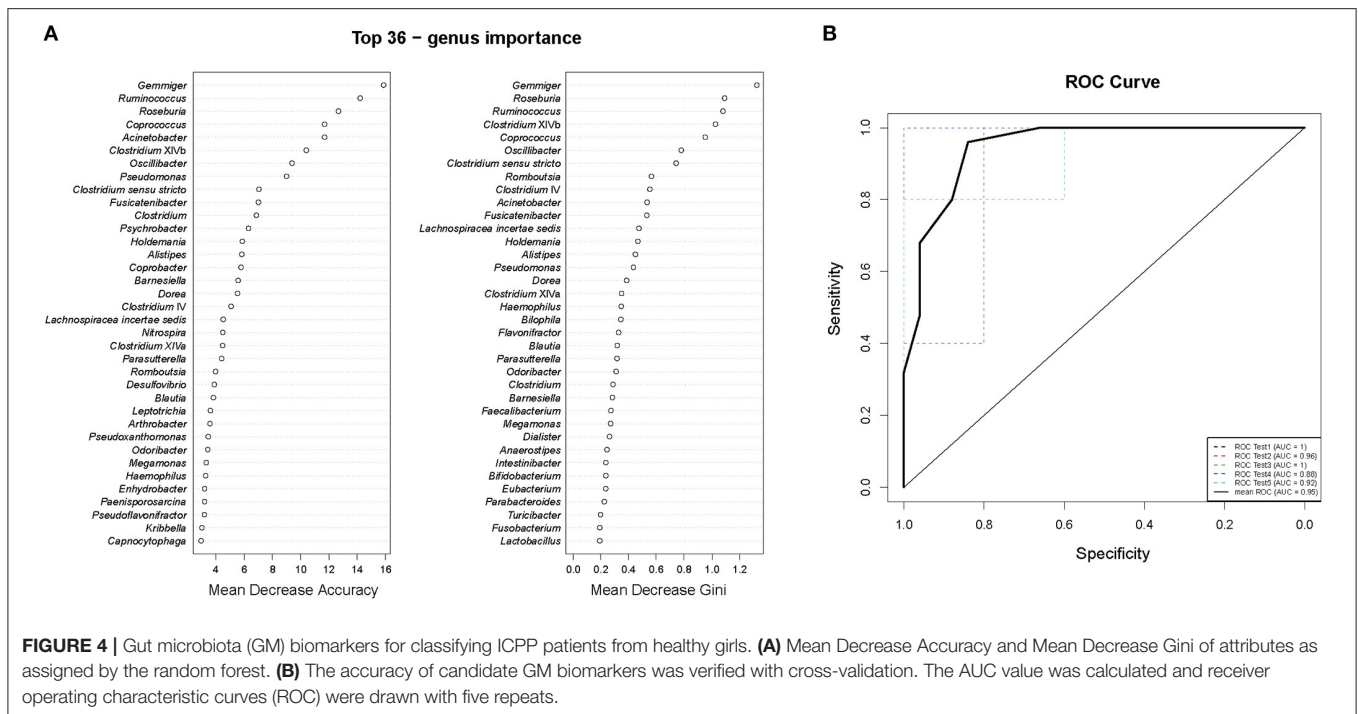 A
Top 36 − genus importance
Gemmiger
Ruminococcus
Roseburia
Coprococcus
Acinetobacter
Clostridium XIVb
Oscillibacter
Pseudomonas
Clostridium sensu stricto
Fusicatenibacter
Clostridium
Psychrobacter
Holdemania
Alistipes
Coprobacter
Barnesiella
Dorea
Clostridium IV
Lachnospiracea incertae sedis
Nitrospira
Clostridium XIVa
Parasutterella
Romboutsia
Desulfovibrio
Blautia
Leptotrichia
Arthrobacter
Pseudoxanthomonas
Odoribacter
Megamonas
Haemophilus
Enhydrobacter
Paenisporosarcina
Pseudoflavonifractor
Kribbella
Capnocytophaga
4 6 8 10 12 14 16
Mean Decrease Accuracy
Gemmiger
Roseburia
Ruminococcus
Clostridium XIVb
Coprococcus
Oscillibacter
Clostridium sensu stricto
Romboutsia
Clostridium IV
Acinetobacter
Fusicatenibacter
Lachnospiracea incertae sedis
Holdemania
Alistipes
Pseudomonas
Dorea
Clostridium XIVa
Haemophilus
Bilophila
Flavonifractor
Blautia
Parasutterella
Odoribacter
Clostridium
Barnesiella
Faecalibacterium
Megamonas
Dialister
Anaerostipes
Intestinibacter
Bifidobacterium
Eubacterium
Parabacteroides
Turicibacter
Fusobacterium
Lactobacillus
0.0 0.2 0.4 0.6 0.8 1.0 1.2
Mean Decrease Gini
B
ROC Curve
Sensitivity
1.0
0.8
0.6
0.4
0.2
0.0
ROC Test1 (AUC = 1)
ROC Test2 (AUC = 0.96)
ROC Test3 (AUC = 1)
ROC Test4 (AUC = 0.88)
ROC Test5 (AUC = 0.92)
mean ROC (AUC = 0.95)
1.0 0.8 0.6 0.4 0.2 0.0
Specificity
FIGURE 4 | Gut microbiota (GM) biomarkers for classifying ICPP patients from healthy girls. (A) Mean Decrease Accuracy and Mean Decrease Gini of attributes as
assigned by the random forest. (B) The accuracy of candidate GM biomarkers was verified with cross-validation. The AUC value was calculated and receiver
operating characteristic curves (ROC) were drawn with five repeats.